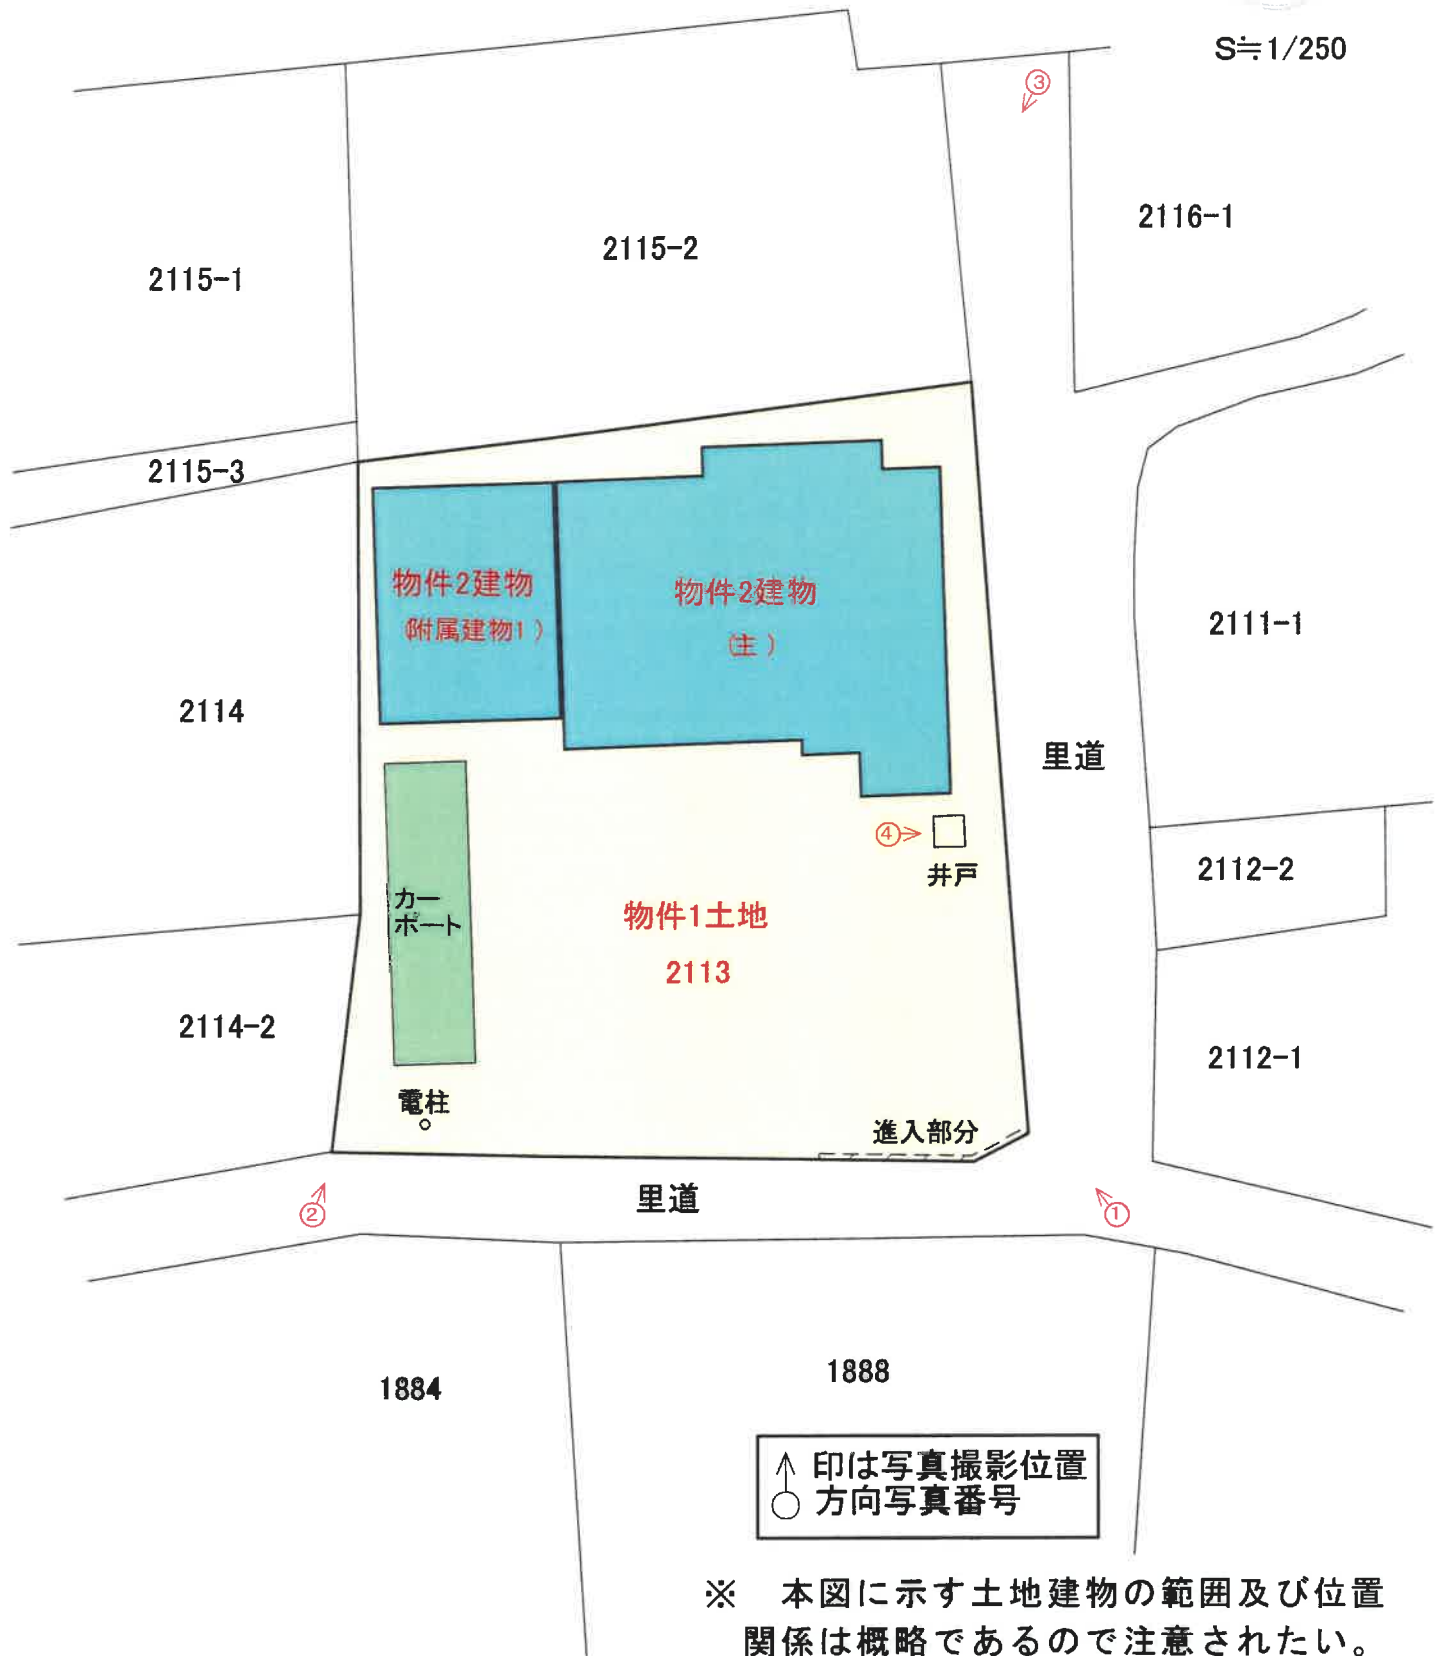 S≒1/250
③
2116-1
2115-2
2115-1
2115-3
物件2建物
(附属建物1)
物件2建物
(主)
2111-1
2114
里道
④
井戸
2112-2
カー
ポート
物件1土地
2113
2114-2
2112-1
電柱
進入部分
里道
②
①
1884
1888
↑ 印は写真撮影位置
○ 方向写真番号
※ 本図に示す土地建物の範囲及び位置
関係は概略であるので注意されたい。